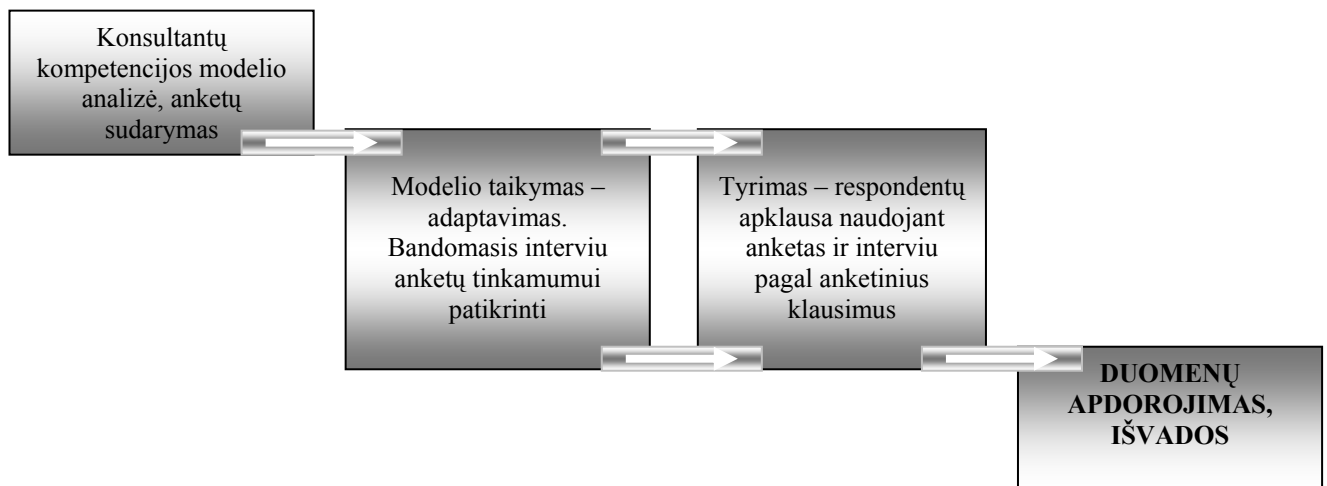 Konsultantų
kompetencijos modelio
analizė, anketų
sudarymas
Modelio taikymas –
adaptavimas.
Bandomasis interviu
anketų tinkamumui
patikrinti
Tyrimas – respondentų
apklausa naudojant
anketas ir interviu
pagal anketinius
klausimus
DUOMENŲ
APDOROJIMAS,
IŠVADOS